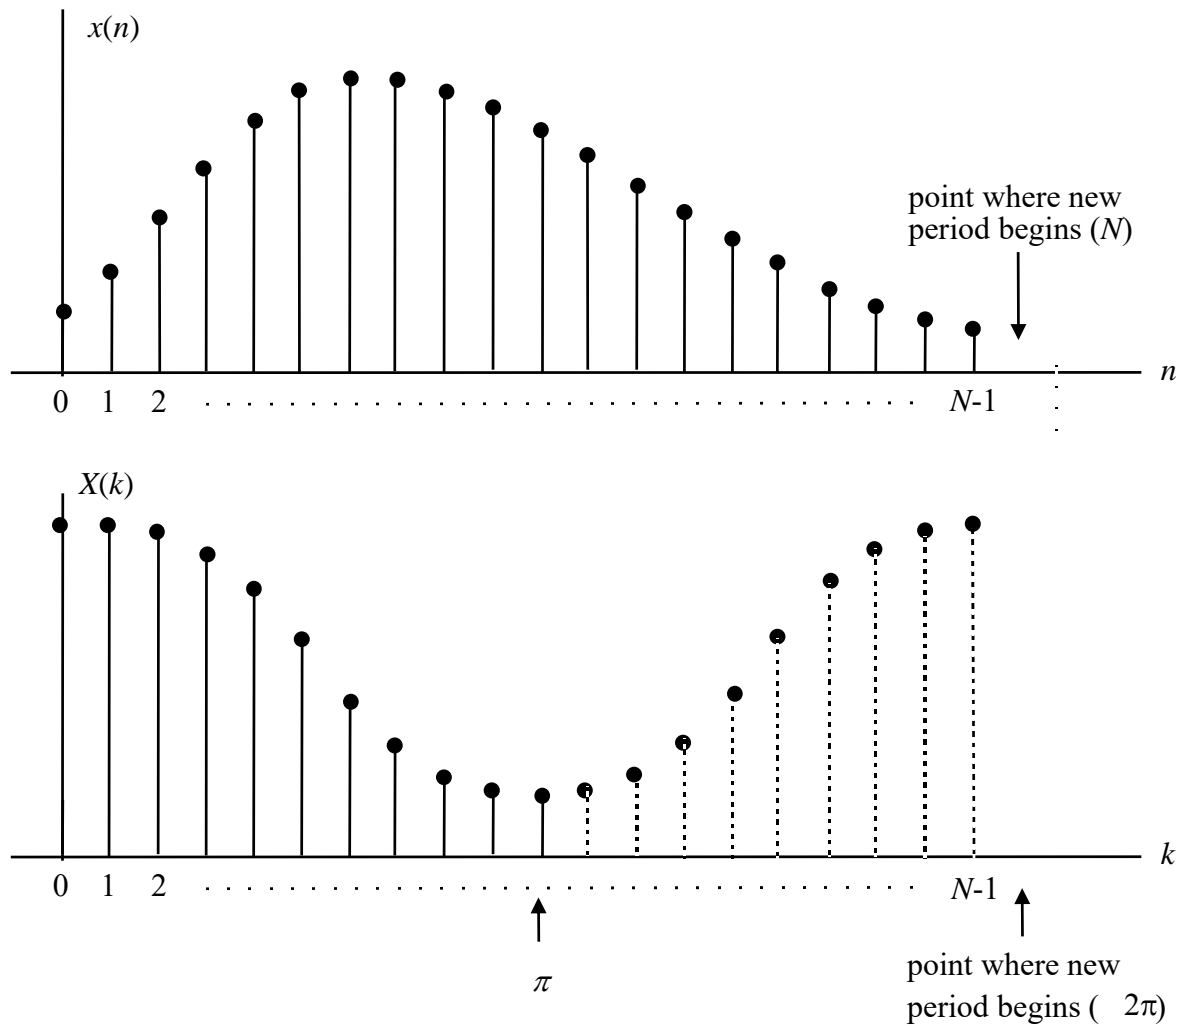 x(n)
point where new
period begins (N)
n
0 1 2 . . . . . . . . . . . . . . . . . . . . . . . . . . . . . . . . . . . . . . N-1
X(k)
k
0 1 2 . . . . . . . . . . . . . . . . . . . . . . . . . . . . . . . . . . . . . . N-1
π
point where new
period begins ( 2π)